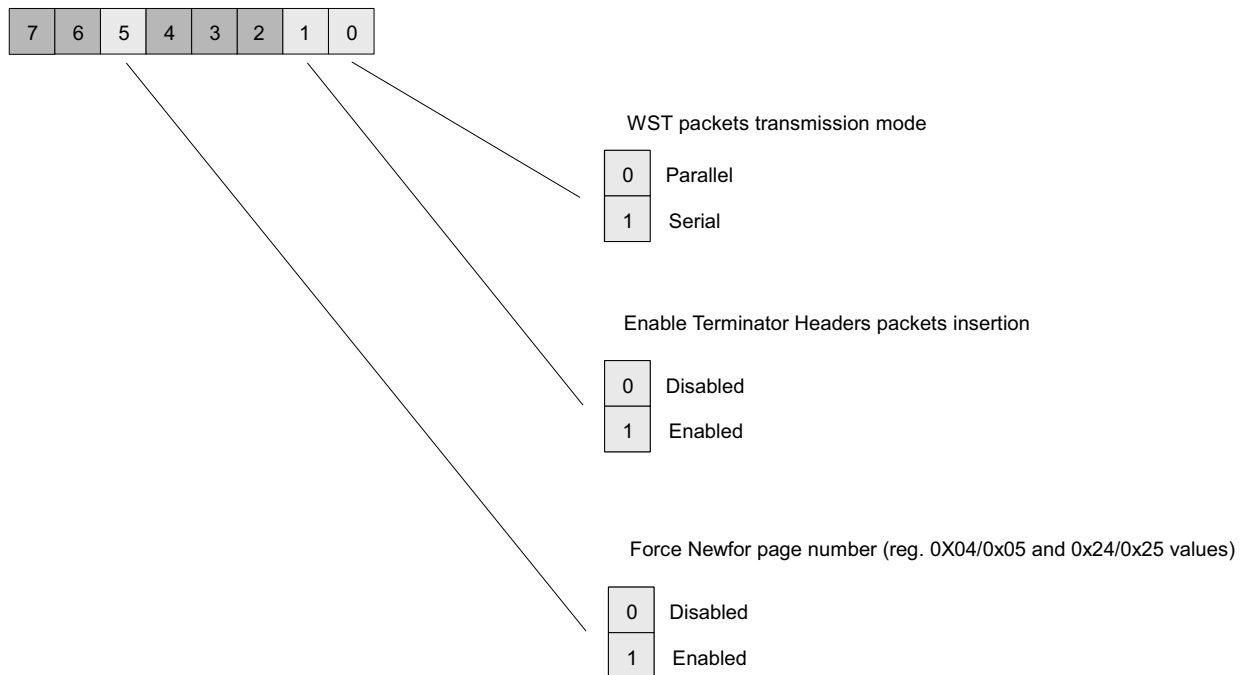 7 6 5 4 3 2 1 0
WST packets transmission mode
0 Parallel
1 Serial
Enable Terminator Headers packets insertion
0 Disabled
1 Enabled
Force Newfor page number (reg. 0X04/0x05 and 0x24/0x25 values)
0 Disabled
1 Enabled